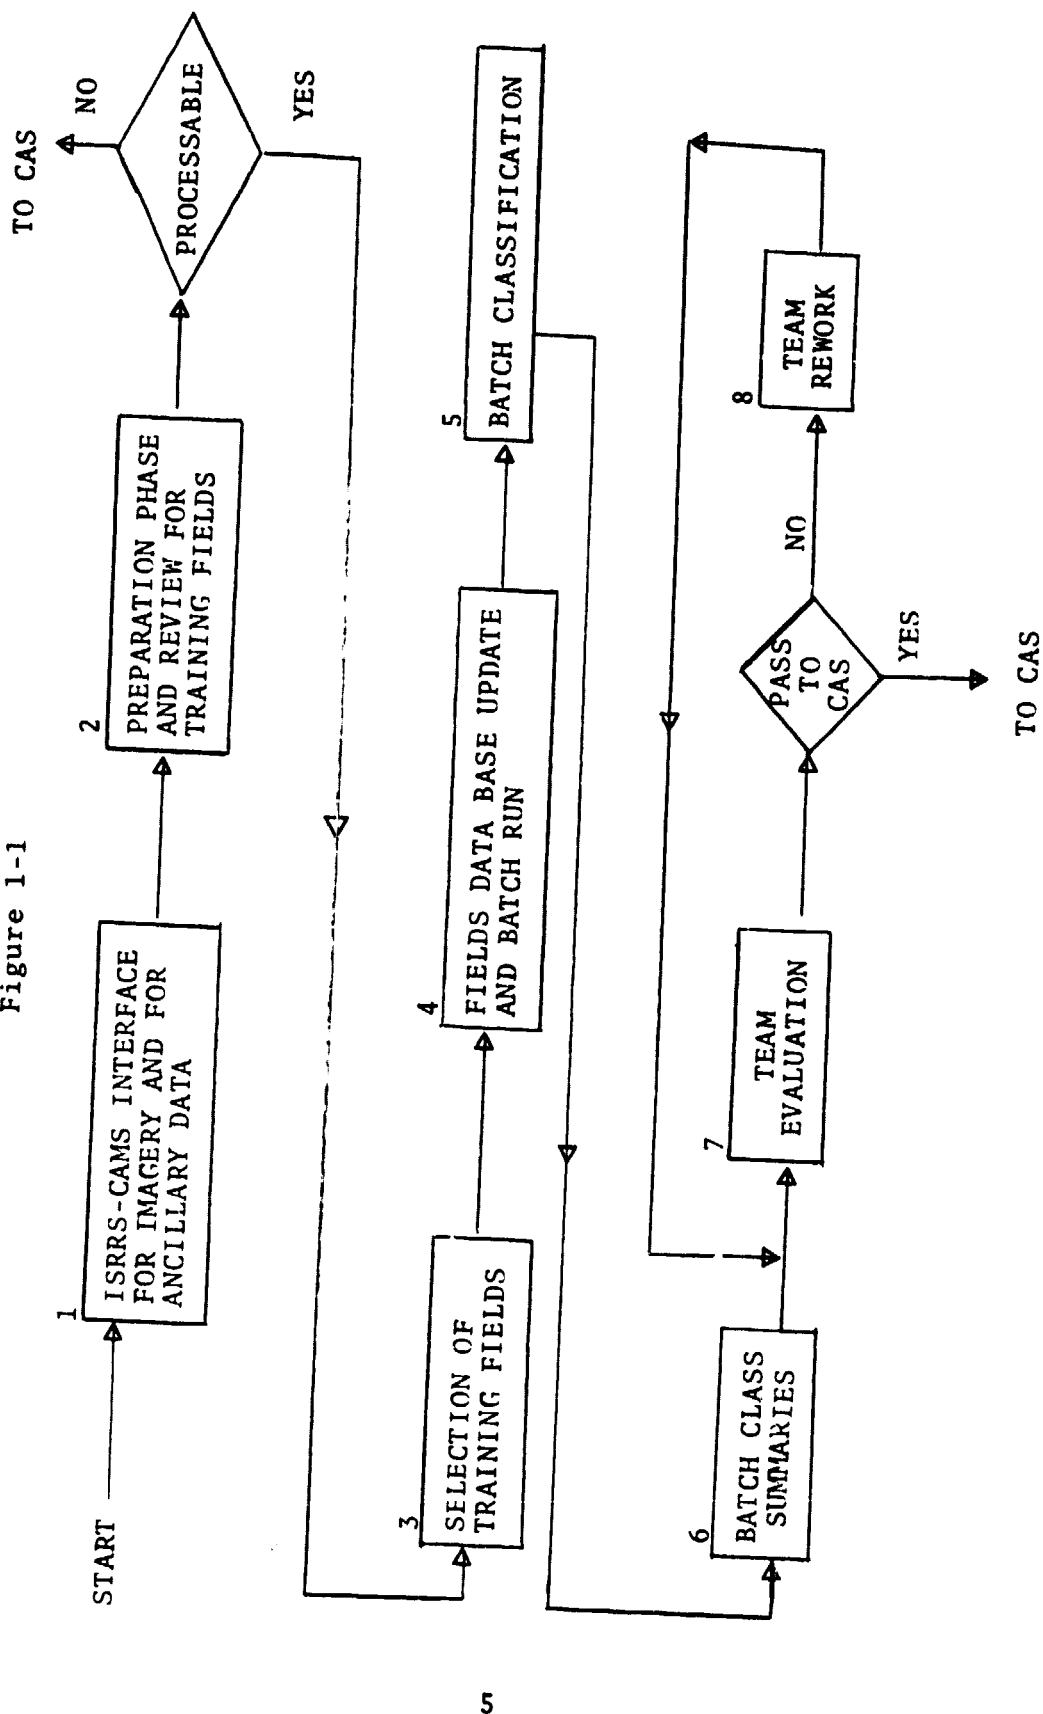 Figure 1-1
START
1
ISRRS-CAMS INTERFACE
FOR IMAGERY AND FOR
ANCILLARY DATA
2
PREPARATION PHASE
AND REVIEW FOR
TRAINING FIELDS
PROCESSABLE
NO
TO CAS
YES
3
SELECTION OF
TRAINING FIELDS
4
FIELDS DATA BASE UPDATE
AND BATCH RUN
5
BATCH CLASSIFICATION
6
BATCH CLASS
SUMMARIES
7
TEAM
EVALUATION
PASS
TO
CAS
NO
YES
TO CAS
8
TEAM
REWORK
5